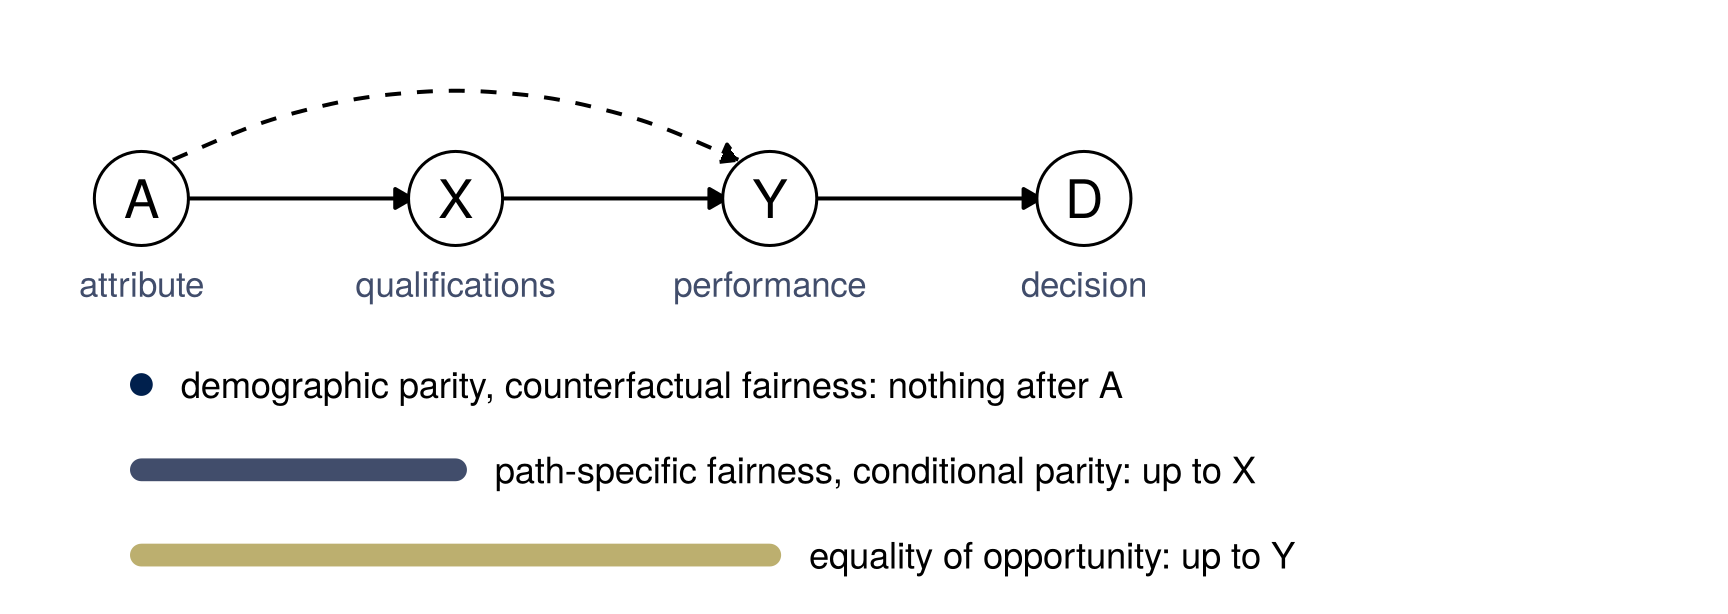 A X Y D
attribute qualifications performance decision
demographic parity, counterfactual fairness: nothing after A
path-specific fairness, conditional parity: up to X
equality of opportunity: up to Y